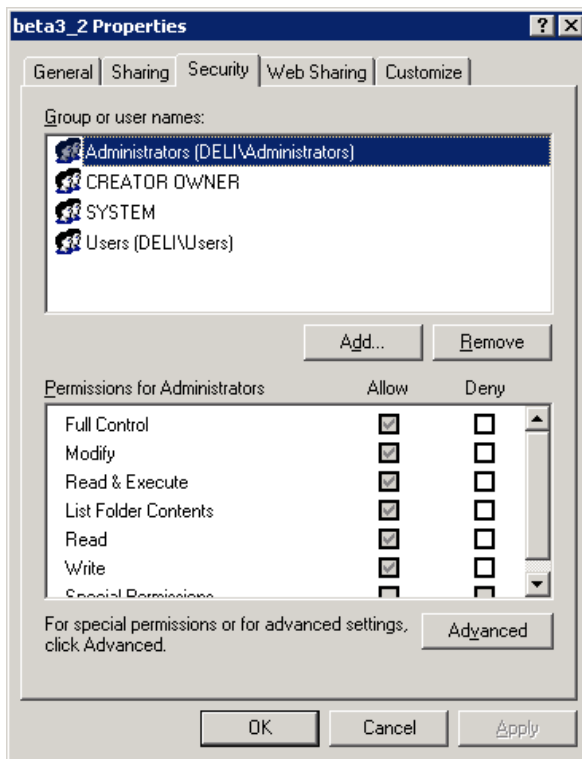 beta3_2 Properties
General Sharing Security Web Sharing Customize
Group or user names:
Administrators (DELI\Administrators)
CREATOR OWNER
SYSTEM
Users (DELI\Users)
Add... Remove
Permissions for Administrators Allow Deny
Full Control
Modify
Read & Execute
List Folder Contents
Read
Write
Special Permissions
For special permissions or for advanced settings, Advanced
click Advanced.
OK Cancel Apply